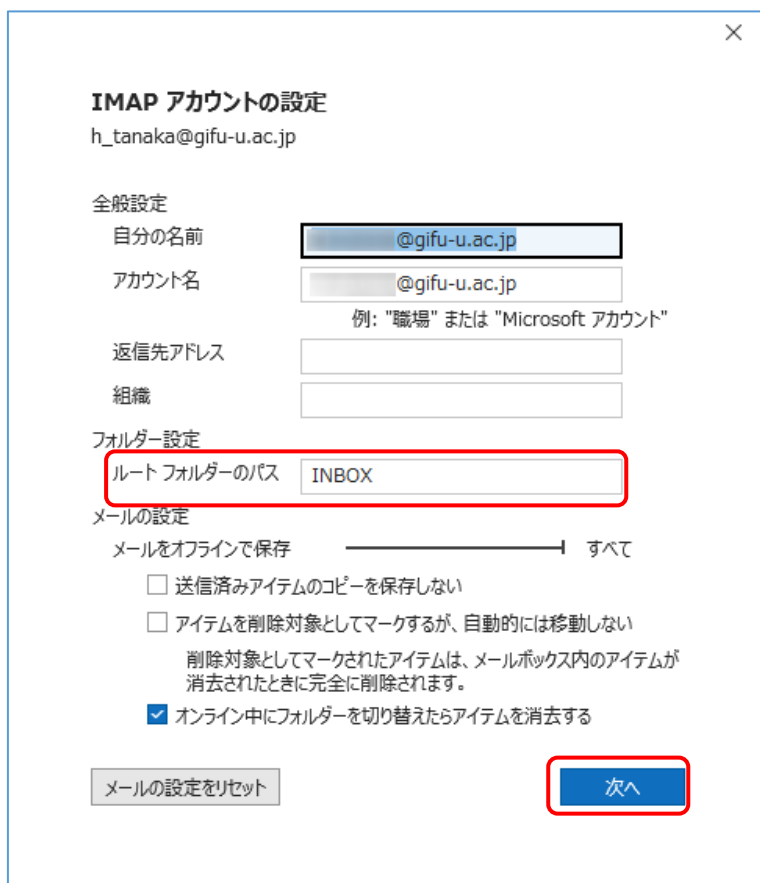 IMAP アカウントの設定
h_tanaka@gifu-u.ac.jp
全般設定
自分の名前 @gifu-u.ac.jp
アカウント名 @gifu-u.ac.jp
例: "職場" または "Microsoft アカウント"
返信先アドレス
組織
フォルダー設定
ルート フォルダーのパス INBOX
メールの設定
メールをオフラインで保存 すべて
送信済みアイテムのコピーを保存しない
アイテムを削除対象としてマークするが、自動的には移動しない
削除対象としてマークされたアイテムは、メールボックス内のアイテムが
消去されたときに完全に削除されます。
オンライン中にフォルダーを切り替えたらアイテムを消去する
メールの設定をリセット 次へ